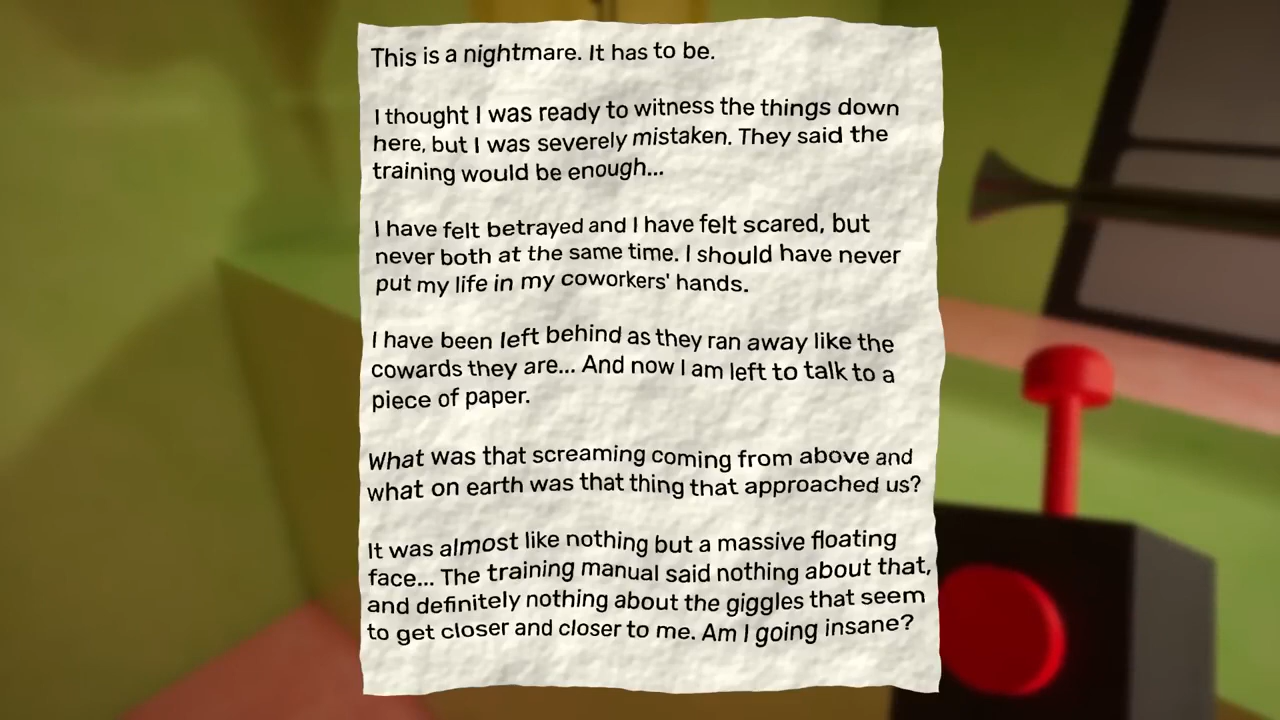 This is a nightmare. It has to be.
I thought I was ready to witness the things down
here, but I was severely mistaken. They said the
training would be enough...
I have felt betrayed and I have felt scared, but
never both at the same time. I should have never
put my life in my coworkers' hands.
I have been left behind as they ran away like the
cowards they are... And now I am left to talk to a
piece of paper.
What was that screaming coming from above and
what on earth was that thing that approached us?
It was almost like nothing but a massive floating
face... The training manual said nothing about that,
and definitely nothing about the giggles that seem
to get closer and closer to me. Am I going insane?